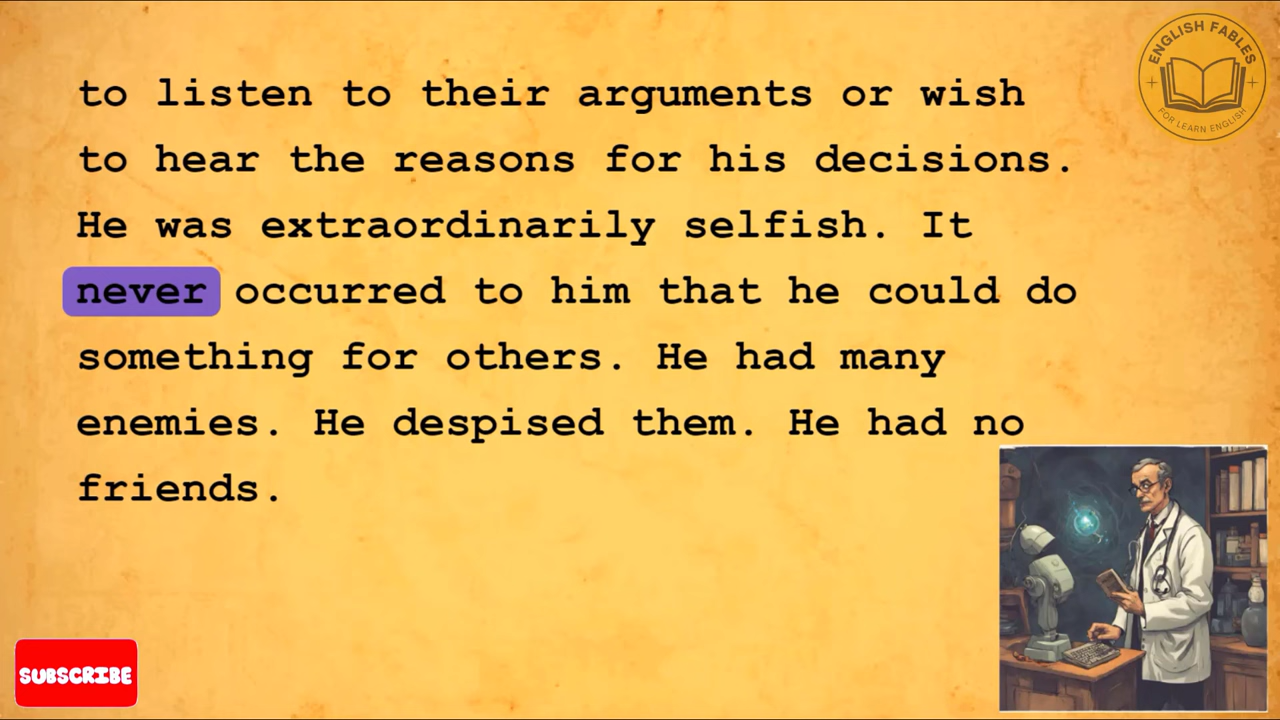 to listen to their arguments or wish
to hear the reasons for his decisions.
He was extraordinarily selfish. It
never occurred to him that he could do
something for others. He had many
enemies. He despised them. He had no
friends.
ENGLISH FABLES
FOR LEARN ENGLISH
SUBSCRIBE